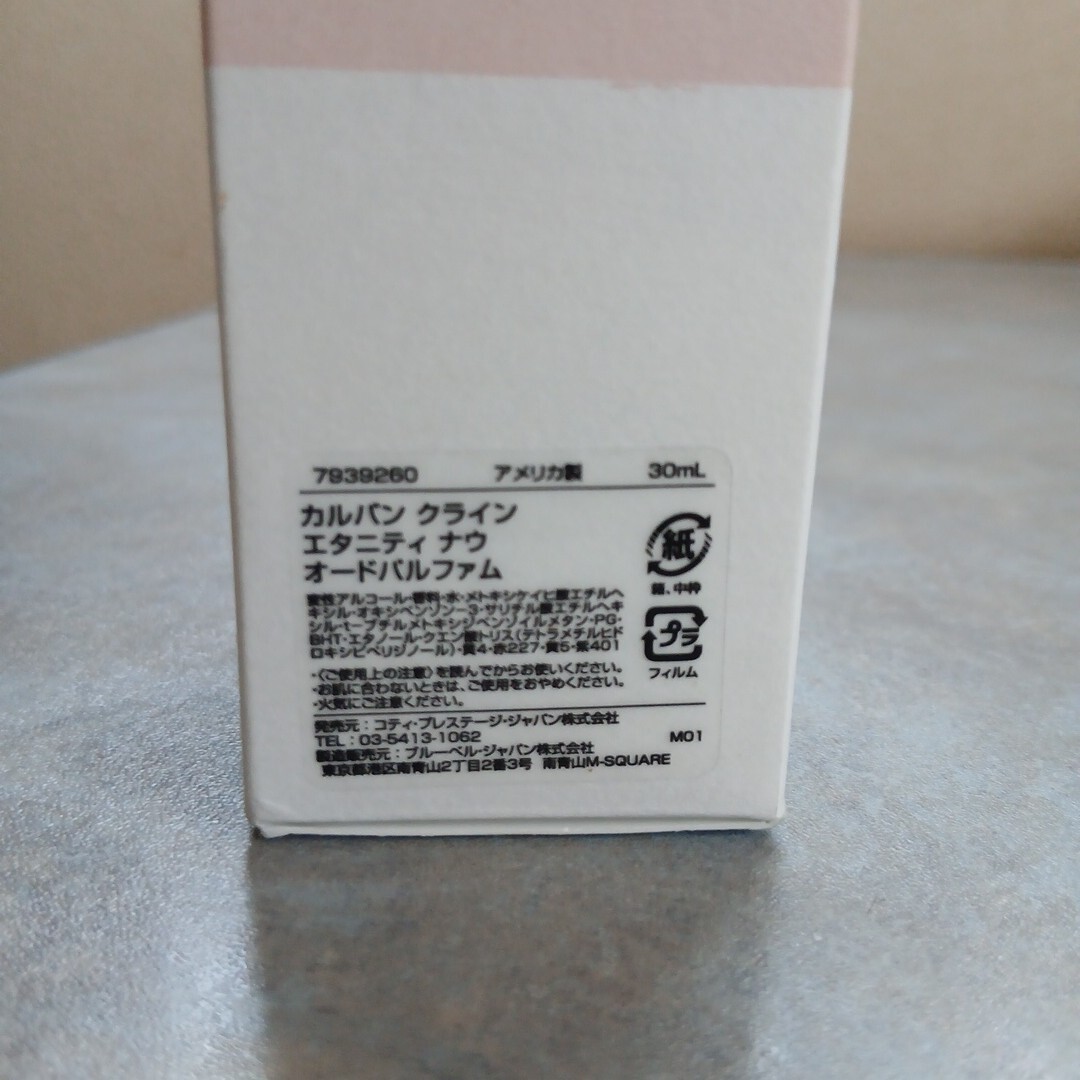 7939260 アメリカ製 30mL
カルバン クライン
エタニティ ナウ
オードパルファム
変性アルコール・香料・水・メトキシケイヒ酸エチルヘ
キシル・オキシベンゾン-3・サリチル酸エチルヘキ
シル・t-ブチルメトキシジベンゾイルメタン・PG・
BHT・エタノール・クエン酸トリス(テトラメチルヒド
ロキシピペリジノール)・黄4・赤227・黄5・紫401
・〈ご使用上の注意〉を読んでからお使いください。
・お肌に合わないときは、ご使用をおやめください。
・火気にご注意ください。
紙
箱、中枠
プラ
フィルム
発売元：コティ・プレステージ・ジャパン株式会社
TEL：03-5413-1062 M01
製造販売元：ブルーベル・ジャパン株式会社
東京都港区南青山2丁目2番3号 南青山M-SQUARE